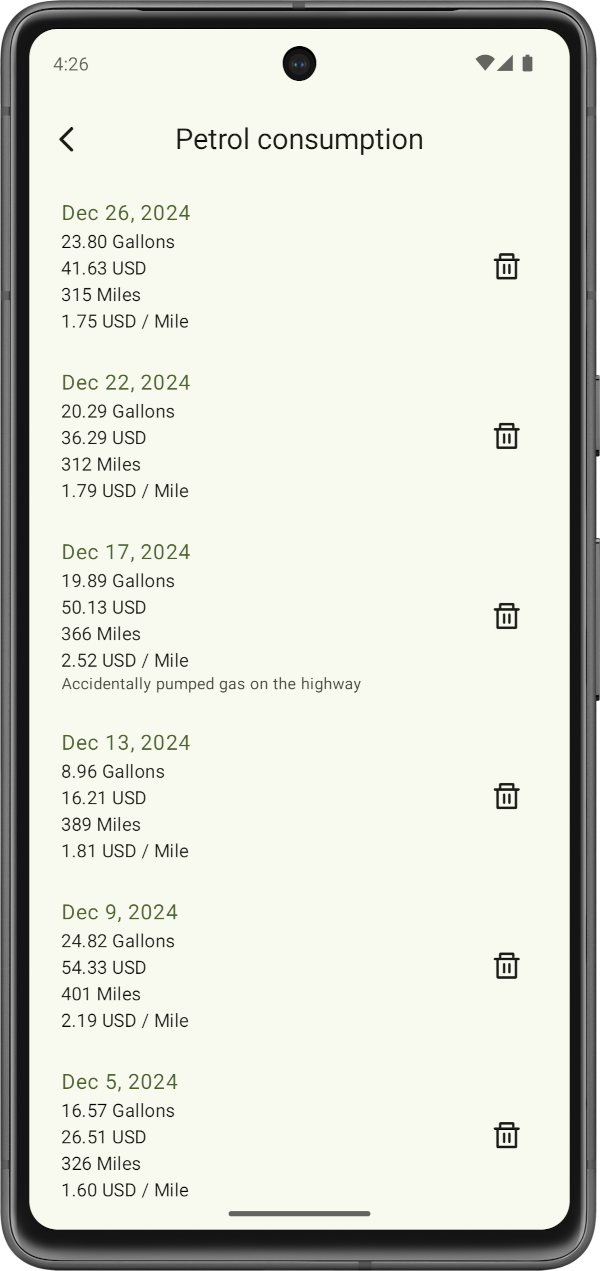 4:26
Petrol consumption
Dec 26, 2024
23.80 Gallons
41.63 USD
315 Miles
1.75 USD / Mile
Dec 22, 2024
20.29 Gallons
36.29 USD
312 Miles
1.79 USD / Mile
Dec 17, 2024
19.89 Gallons
50.13 USD
366 Miles
2.52 USD / Mile
Accidentally pumped gas on the highway
Dec 13, 2024
8.96 Gallons
16.21 USD
389 Miles
1.81 USD / Mile
Dec 9, 2024
24.82 Gallons
54.33 USD
401 Miles
2.19 USD / Mile
Dec 5, 2024
16.57 Gallons
26.51 USD
326 Miles
1.60 USD / Mile